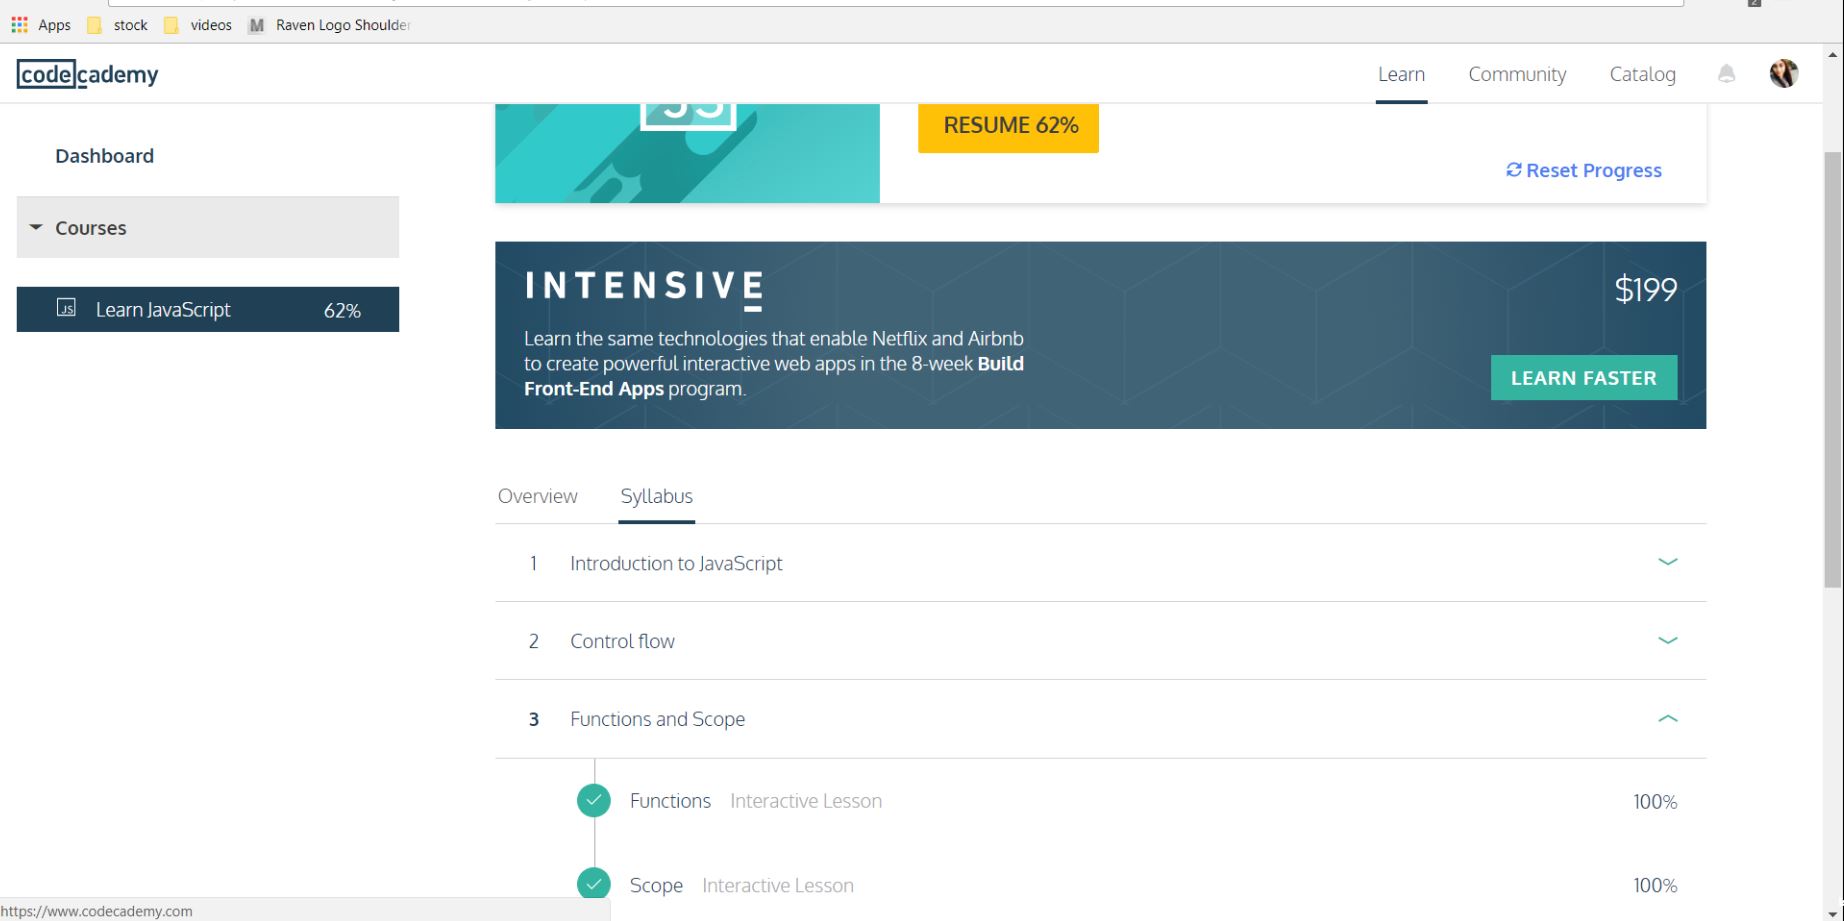 2
Apps stock videos M Raven Logo Shoulder
codecademy
Learn Community Catalog
Dashboard
Courses
JS Learn JavaScript 62%
JS
RESUME 62%
Reset Progress
INTENSIVE
$199
Learn the same technologies that enable Netflix and Airbnb
to create powerful interactive web apps in the 8-week Build
Front-End Apps program.
LEARN FASTER
Overview Syllabus
1 Introduction to JavaScript
2 Control flow
3 Functions and Scope
Functions Interactive Lesson 100%
Scope Interactive Lesson 100%
https://www.codecademy.com